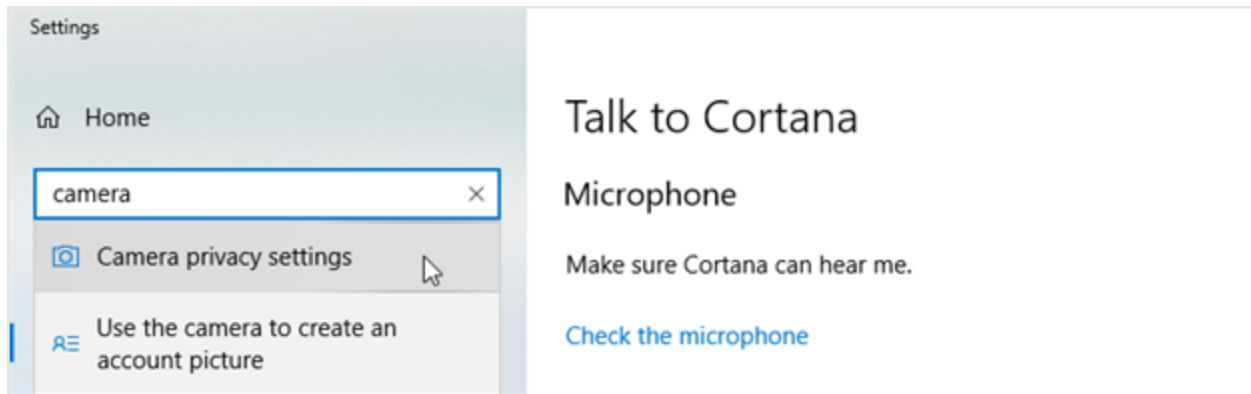 Settings
Home
camera
Camera privacy settings
Use the camera to create an
account picture
Talk to Cortana
Microphone
Make sure Cortana can hear me.
Check the microphone